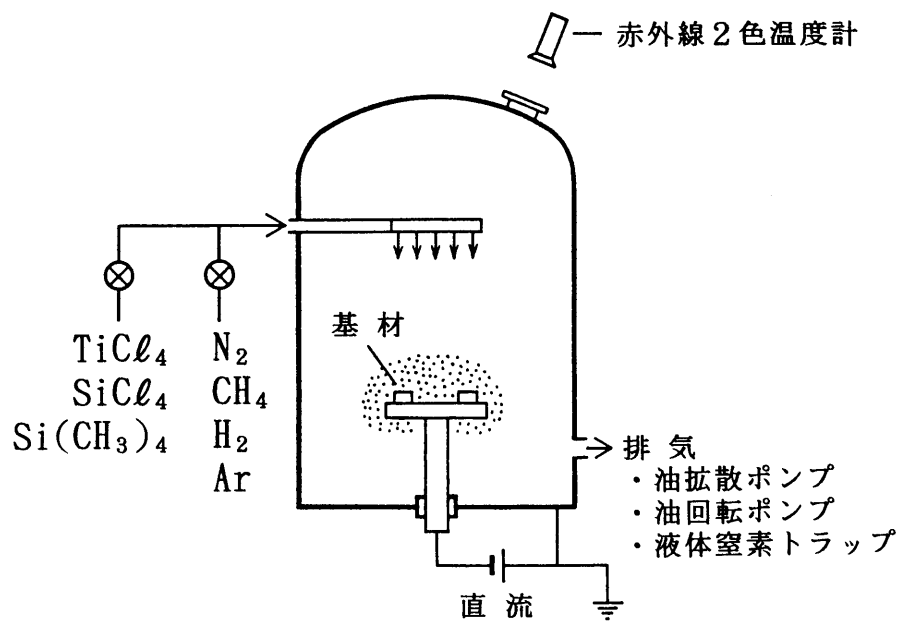 赤外線2色温度計
TiCl₄
SiCl₄
Si(CH₃)₄
N₂
CH₄
H₂
Ar
基材
排気
・油拡散ポンプ
・油回転ポンプ
・液体窒素トラップ
直流